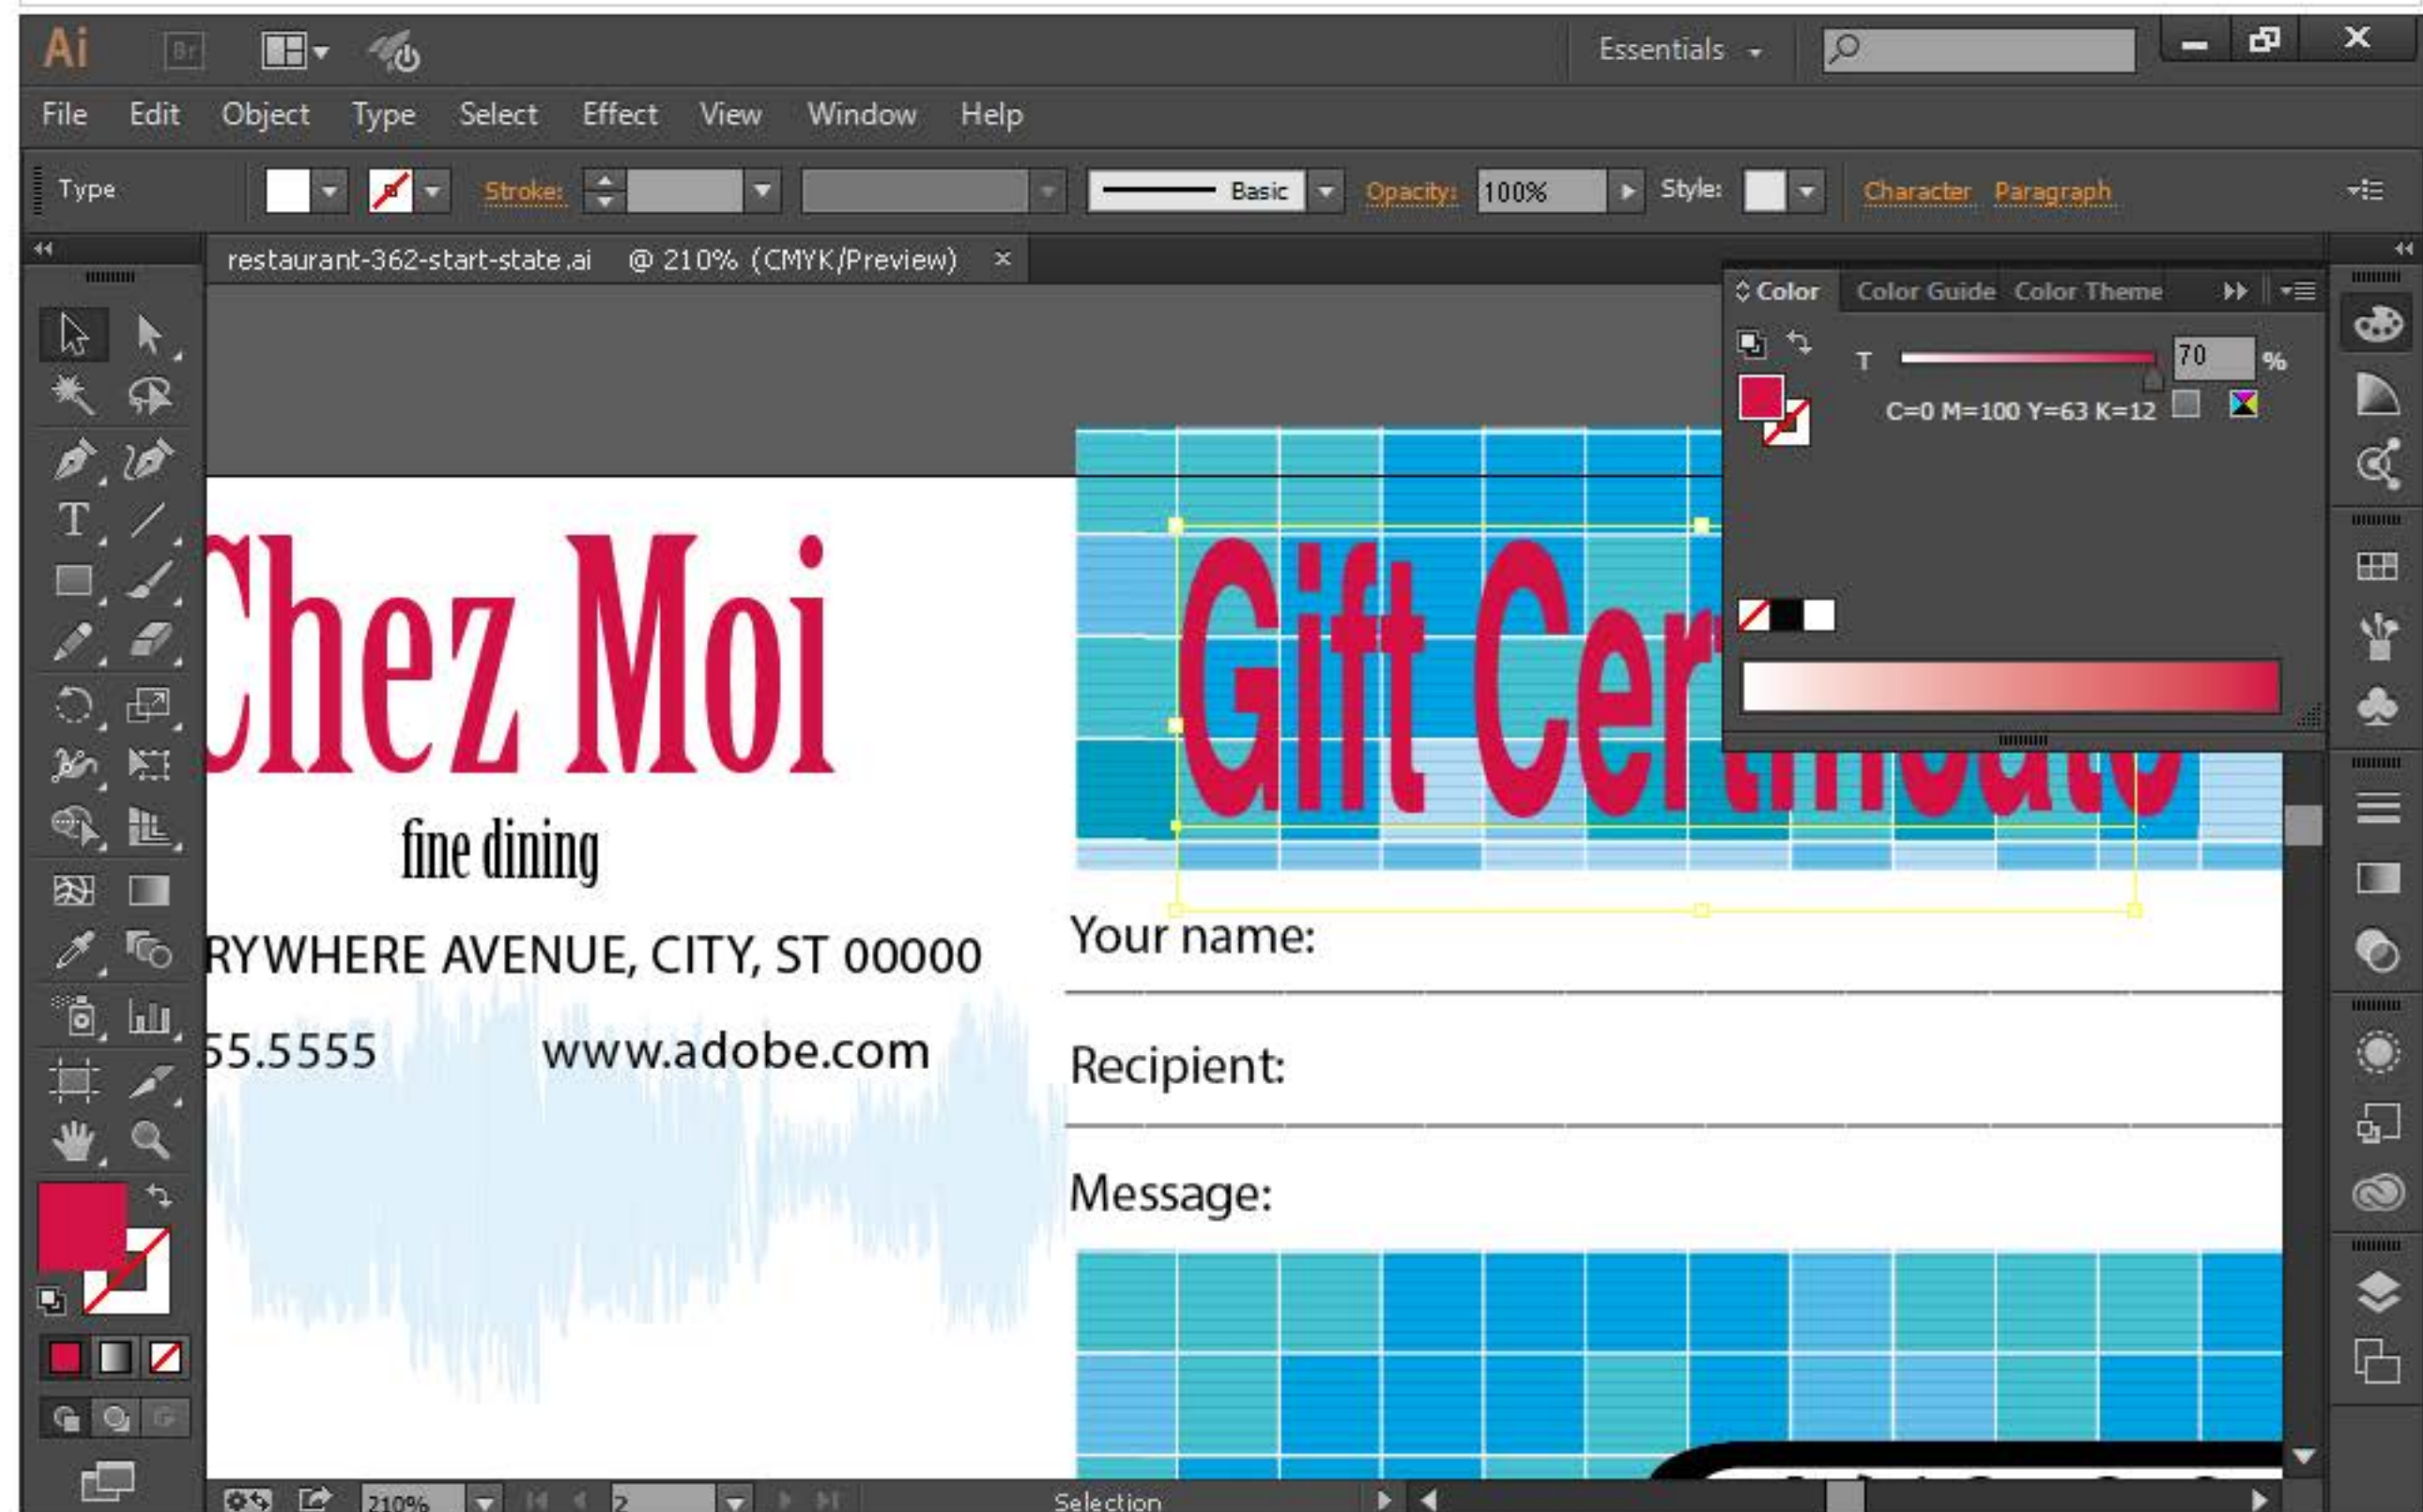 Ai Br Essentials
File Edit Object Type Select Effect View Window Help
Type Stroke: Basic Opacity: 100% Style: Character Paragraph
restaurant-362-start-state.ai @ 210% (CMYK/Preview) ×
Color Color Guide Color Theme
T 70 %
C=0 M=100 Y=63 K=12
Chez Moi
fine dining
RYWHERE AVENUE, CITY, ST 00000
55.5555 www.adobe.com
Gift Certificate
Your name:
Recipient:
Message:
210% 2 Selection